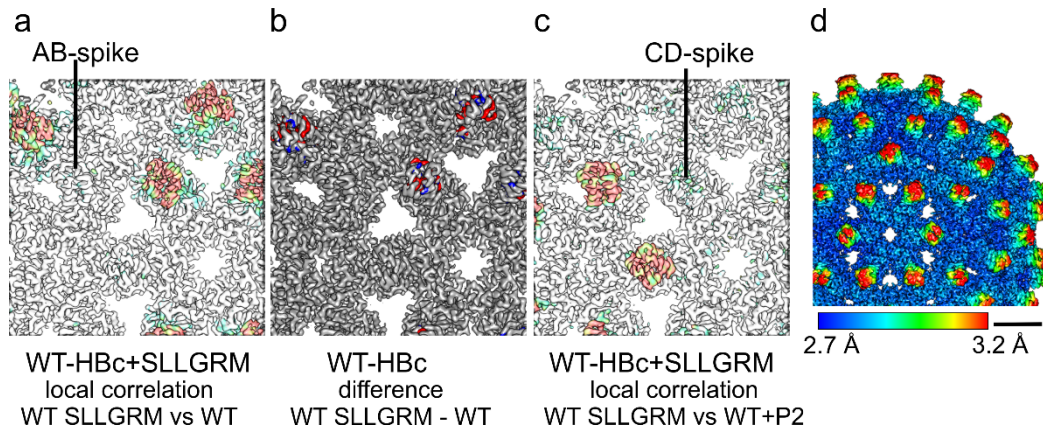 a
b
c
d
AB-spike
CD-spike
2.7 Å
3.2 Å
WT-HBc+SLLGRM
local correlation
WT SLLGRM vs WT
WT-HBc
difference
WT SLLGRM - WT
WT-HBc+SLLGRM
local correlation
WT SLLGRM vs WT+P2